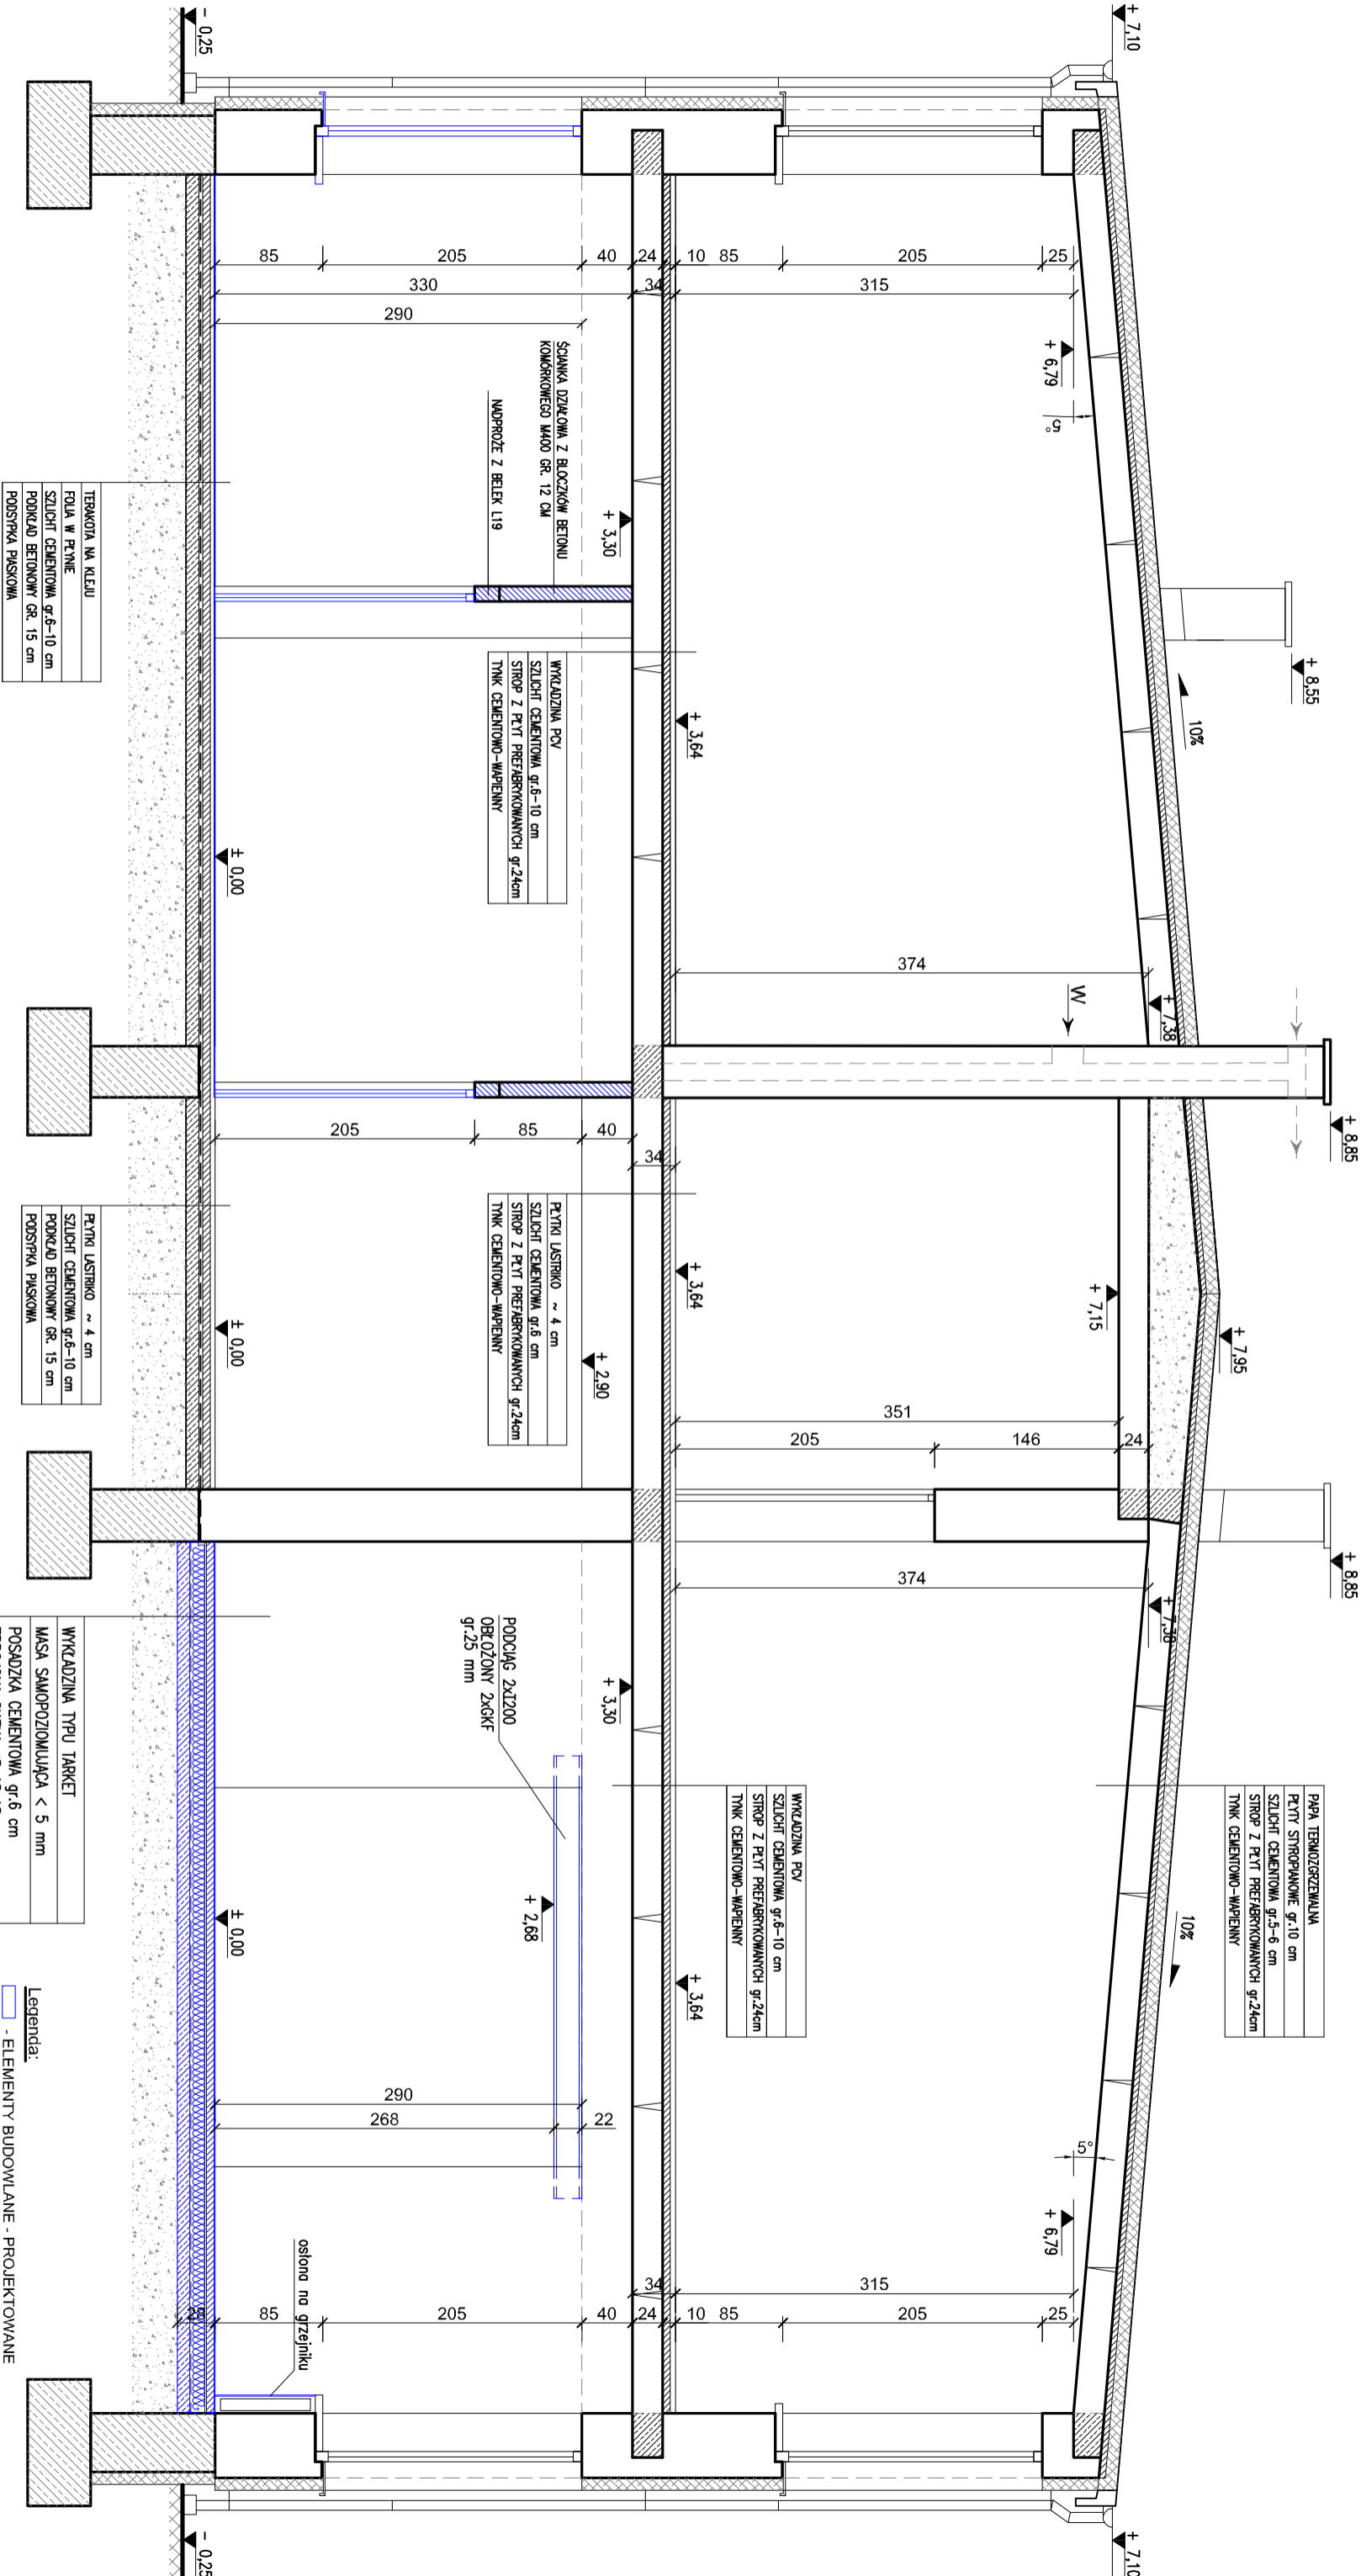 + 7,10
+ 8,55
+ 8,85
+ 7,95
+ 8,85
+ 7,10
10%
10%
PAPA TERMOZGRZEWALNA
PŁYTY STYROPIANOWE gr.10 cm
SZLICHT CEMENTOWA gr.5-6 cm
STROP Z PŁYT PREFABRYKOWANYCH gr.24cm
TYNK CEMENTOWO-WAPIENNY
+ 7,38
+ 7,15
+ 7,38
+ 6,79
5°
W
5°
+ 6,79
25
205
85
10
315
374
351
24
146
205
374
315
25
205
85
10
+ 3,64
+ 3,64
+ 3,64
WYKŁADZINA PCV
SZLICHT CEMENTOWA gr.6-10 cm
STROP Z PŁYT PREFABRYKOWANYCH gr.24cm
TYNK CEMENTOWO-WAPIENNY
24
34
34
34
24
+ 3,30
+ 3,30
+ 2,90
ŚCIANKA DZIAŁOWA Z BLOCZKÓW BETONU
KOMÓRKOWEGO M400 GR. 12 CM
NADPROŻE Z BELEK L19
WYKŁADZINA PCV
SZLICHT CEMENTOWA gr.6-10 cm
STROP Z PŁYT PREFABRYKOWANYCH gr.24cm
TYNK CEMENTOWO-WAPIENNY
PŁYTKI LASTRIKO ~ 4 cm
SZLICHT CEMENTOWA gr.6 cm
STROP Z PŁYT PREFABRYKOWANYCH gr.24cm
TYNK CEMENTOWO-WAPIENNY
PODCIĄG 2xI200
OBŁOŻONY 2xGKF
gr.25 mm
+ 2,68
40
205
85
330
290
40
85
205
22
290
268
40
205
85
28
osłona na grzejniku
± 0,00
± 0,00
± 0,00
- 0,25
- 0,25
TERAKOTA NA KLEJU
FOLIA W PŁYNIE
SZLICHT CEMENTOWA gr.6-10 cm
PODKŁAD BETONOWY GR. 15 cm
PODSYPKA PIASKOWA
PŁYTKI LASTRIKO ~ 4 cm
SZLICHT CEMENTOWA gr.6-10 cm
PODKŁAD BETONOWY GR. 15 cm
PODSYPKA PIASKOWA
WYKŁADZINA TYPU TARKET
MASA SAMOPOZIOMUJĄCA < 5 mm
POSADZKA CEMENTOWA gr.6 cm
Legenda:
- ELEMENTY BUDOWLANE - PROJEKTOWANE